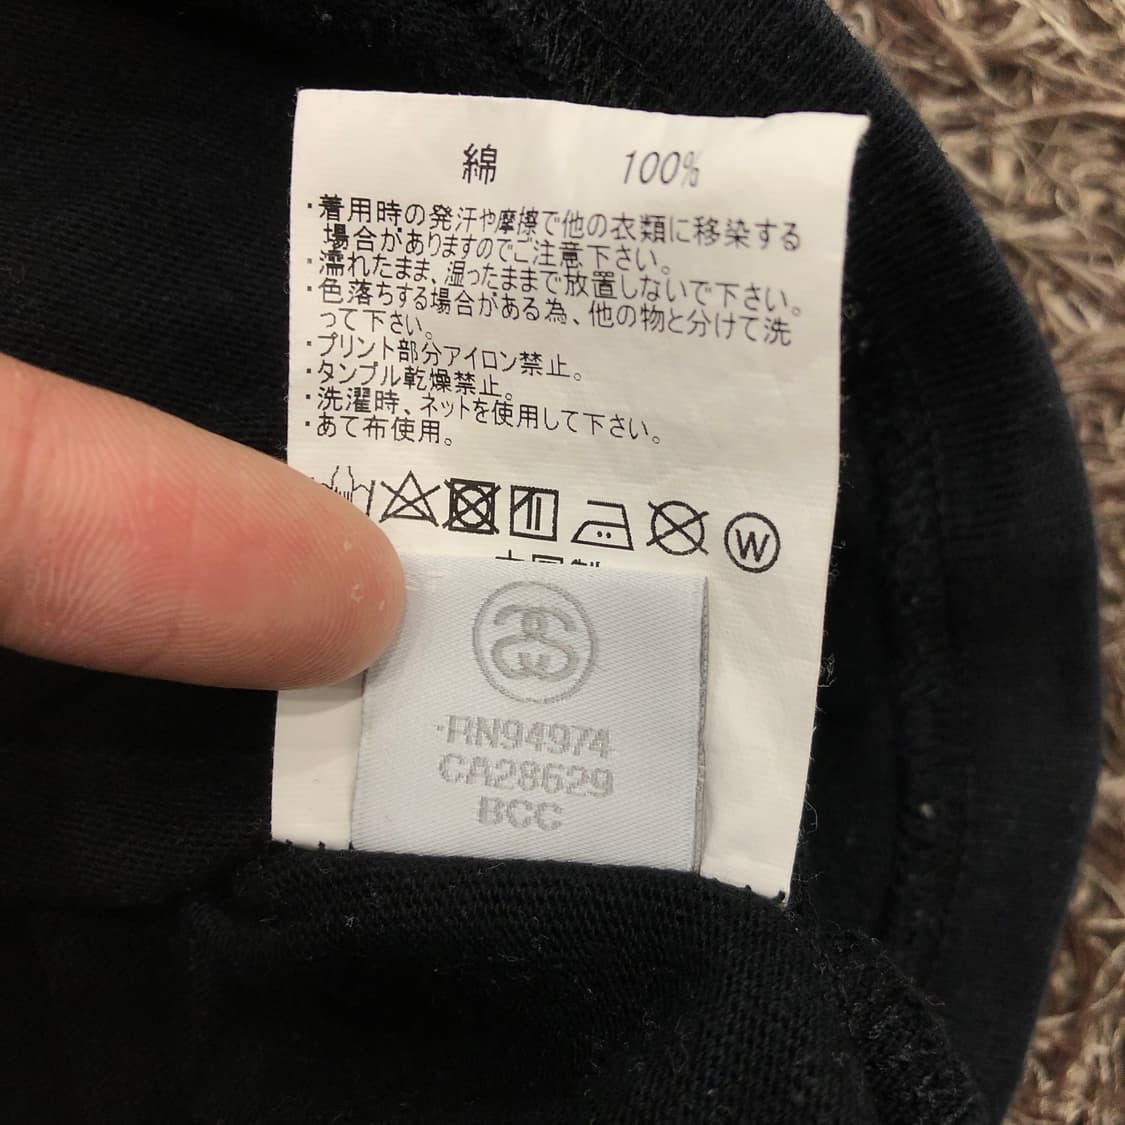 綿 100%
・着用時の発汗や摩擦で他の衣類に移染する
場合がありますのでご注意下さい。
・濡れたまま、湿ったままで放置しないで下さい。
・色落ちする場合がある為、他の物と分けて洗
って下さい。
・プリント部分アイロン禁止。
・タンブル乾燥禁止。
・洗濯時、ネットを使用して下さい。
・あて布使用。
W
RN94974
CA28629
BCC